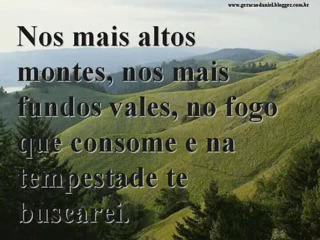 www.geracaodaniel.blogger.com.br
Nos mais altos
montes, nos mais
fundos vales, no fogo
que consome e na
tempestade te
buscarei.